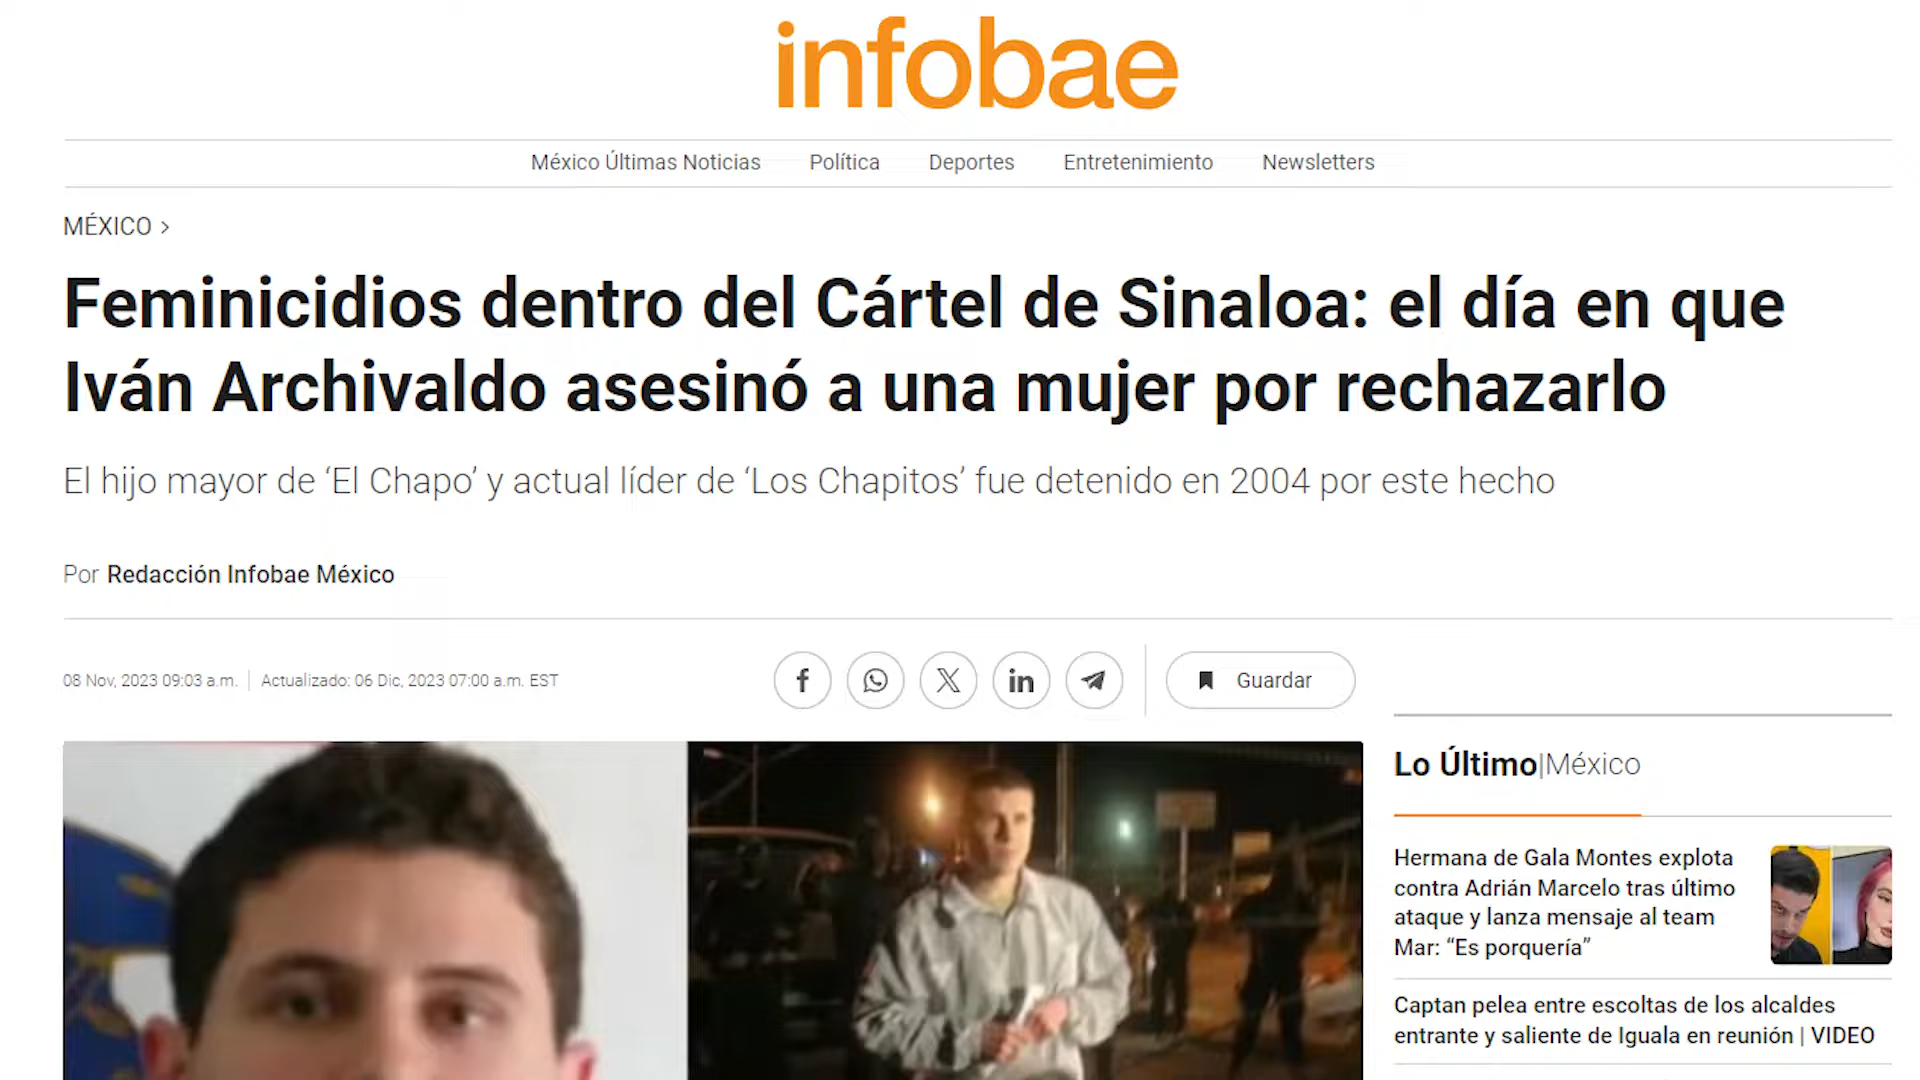 infobae
México Últimas Noticias Política Deportes Entretenimiento Newsletters
MÉXICO >
Feminicidios dentro del Cártel de Sinaloa: el día en que
Iván Archivaldo asesinó a una mujer por rechazarlo
El hijo mayor de ‘El Chapo’ y actual líder de ‘Los Chapitos’ fue detenido en 2004 por este hecho
Por Redacción Infobae México
08 Nov, 2023 09:03 a.m. | Actualizado: 06 Dic, 2023 07:00 a.m. EST
Guardar
Lo Último|México
Hermana de Gala Montes explota
contra Adrián Marcelo tras último
ataque y lanza mensaje al team
Mar: “Es porquería”
Captan pelea entre escoltas de los alcaldes
entrante y saliente de Iguala en reunión | VIDEO